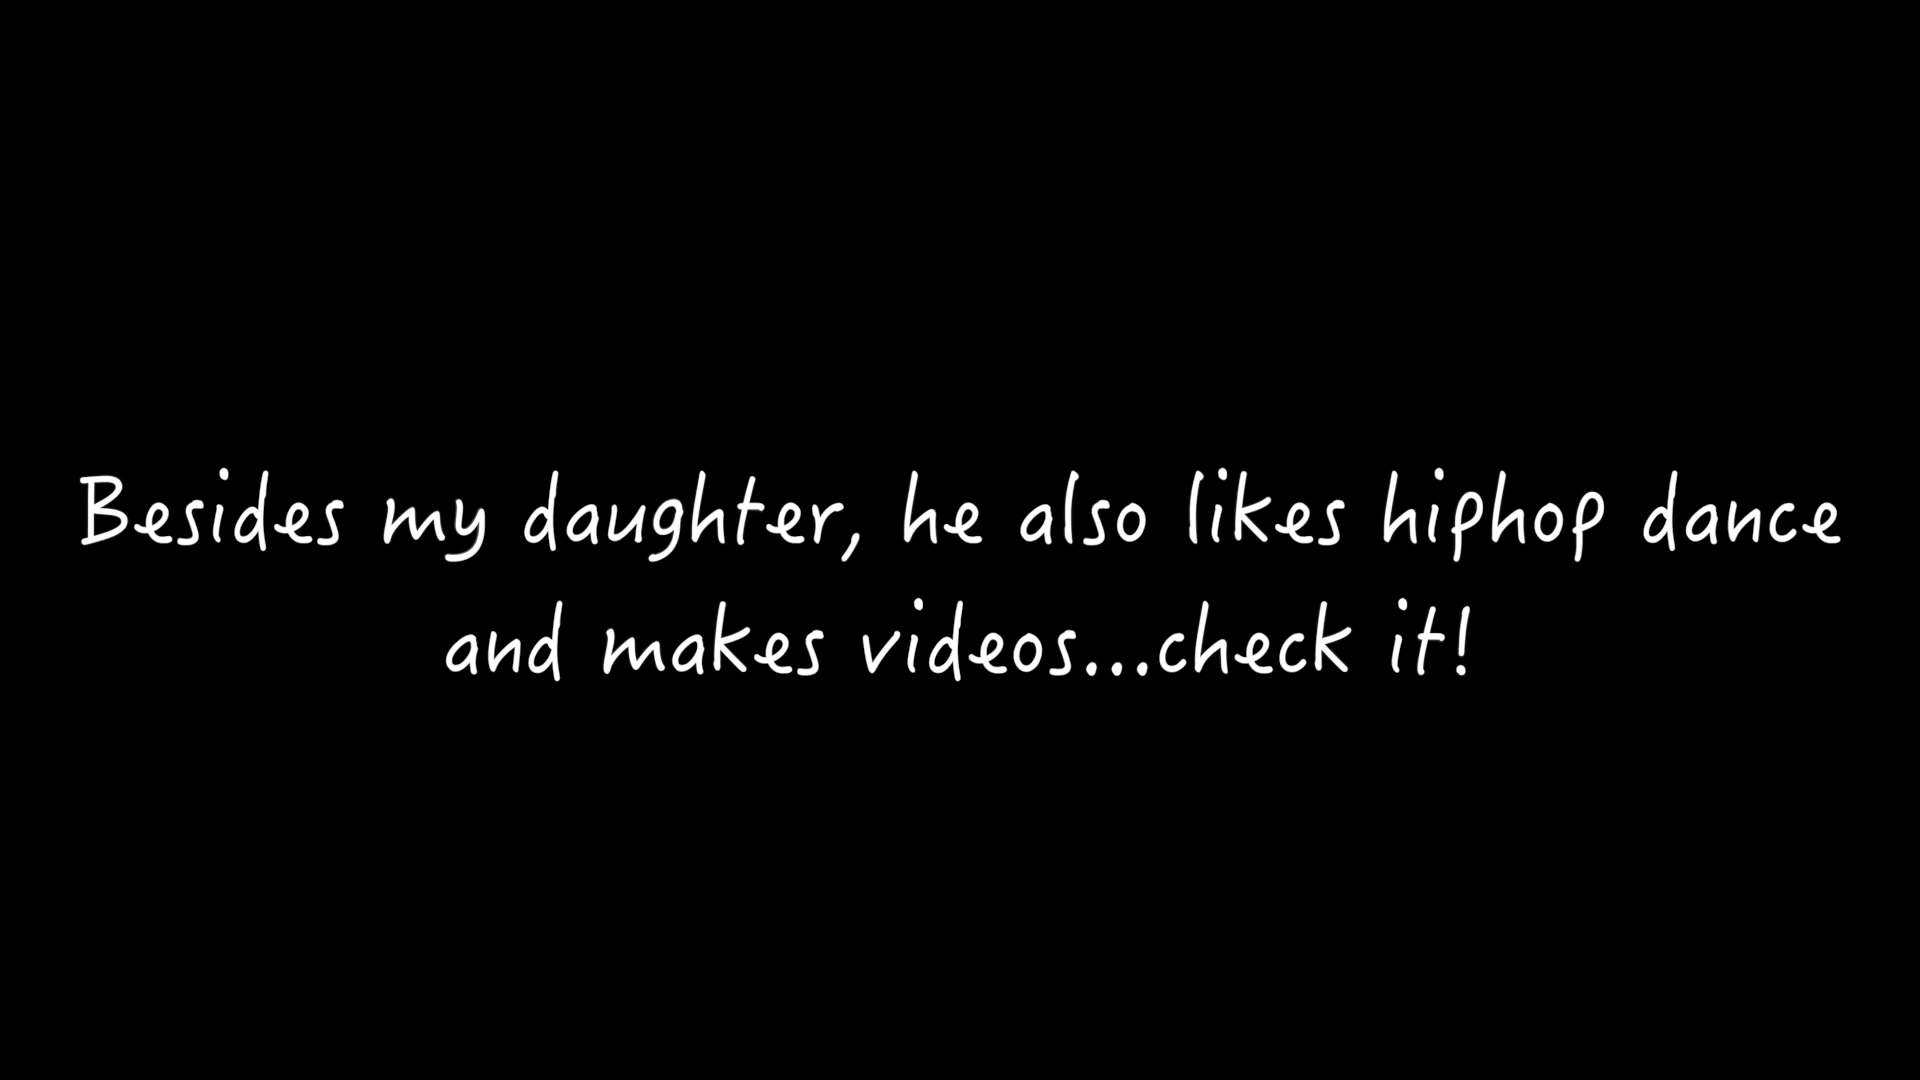 Besides my daughter, he also likes hiphop dance
and makes videos...check it!